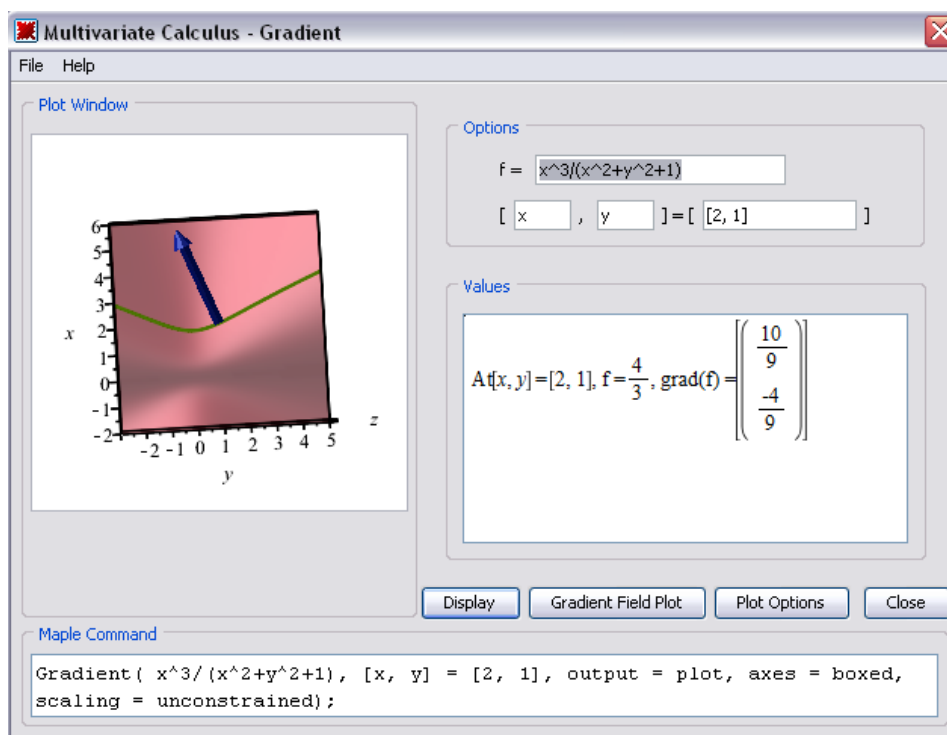 Multivariate Calculus - Gradient
File Help
Plot Window
6
5
4
3
2
1
0
-1
-2
x
-2 -1 0 1 2 3 4 5
y
z
Options
f = x^3/(x^2+y^2+1)
[ x , y ] = [ [2, 1] ]
Values
At[x, y]=[2, 1], f=4/3, grad(f)=[(10/9 -4/9)]
Display Gradient Field Plot Plot Options Close
Maple Command
Gradient( x^3/(x^2+y^2+1), [x, y] = [2, 1], output = plot, axes = boxed,
scaling = unconstrained);